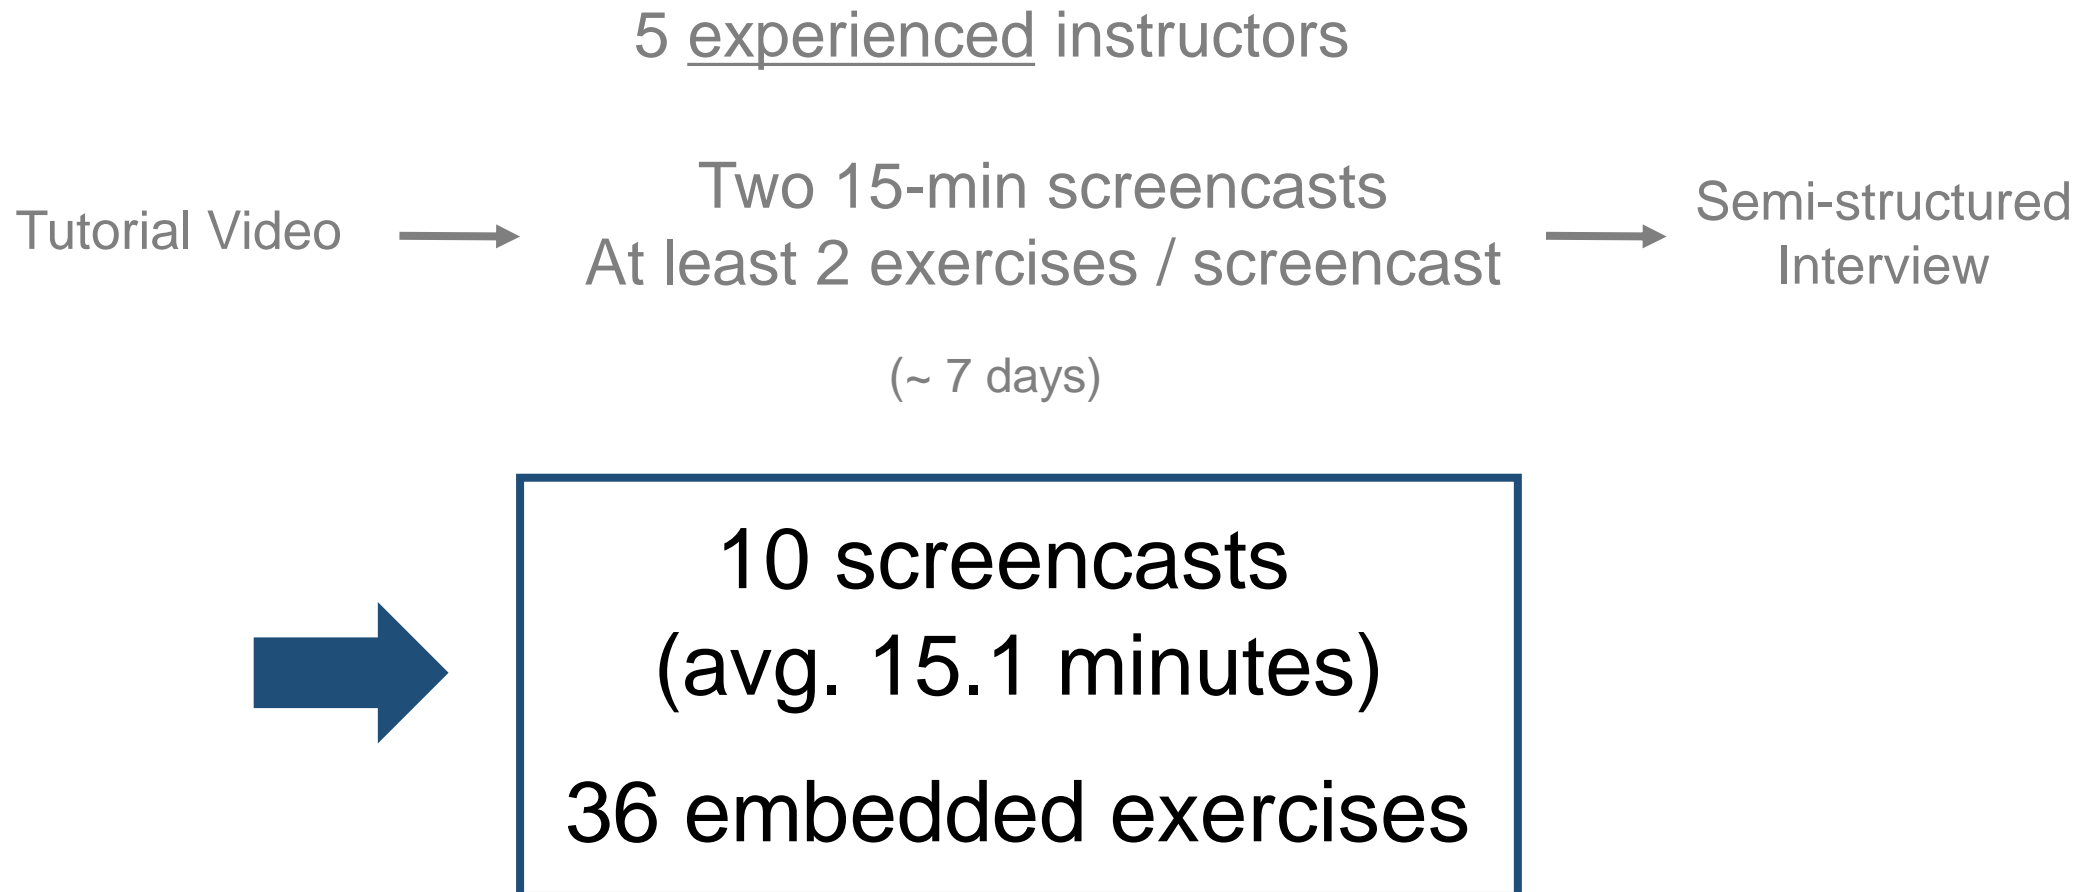 5 experienced instructors
Tutorial Video
Two 15-min screencasts
At least 2 exercises / screencast
(~ 7 days)
Semi-structured
Interview
10 screencasts
(avg. 15.1 minutes)
36 embedded exercises